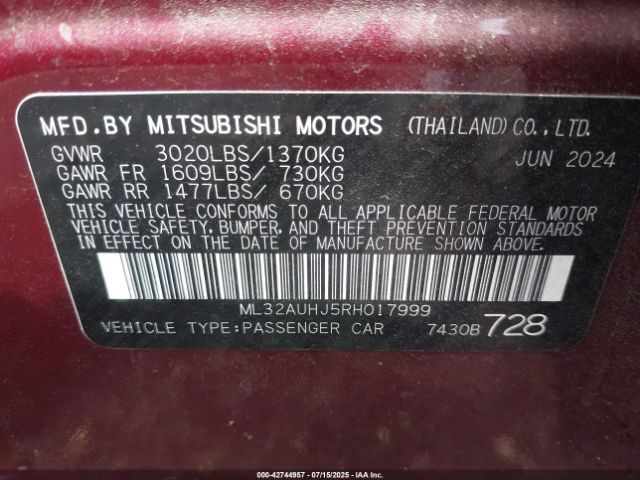 MFD.BY MITSUBISHI MOTORS (THAILAND) CO.,LTD.
GVWR 3020LBS/1370KG JUN 2024
GAWR FR 1609LBS/ 730KG
GAWR RR 1477LBS/ 670KG
THIS VEHICLE CONFORMS TO ALL APPLICABLE FEDERAL MOTOR
VEHICLE SAFETY, BUMPER, AND THEFT PREVENTION STANDARDS
IN EFFECT ON THE DATE OF MANUFACTURE SHOWN ABOVE.
ML32AUHJ5RH017999
VEHICLE TYPE:PASSENGER CAR 7430B 728
000-42744957 07/15/2025 IAAI.COM